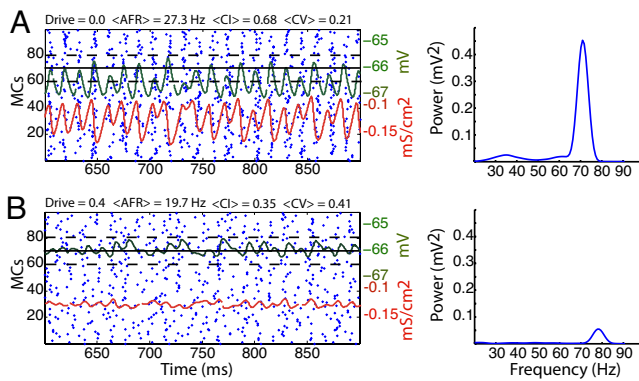 A
Drive = 0.0 <AFR> = 27.3 Hz <CI> = 0.68 <CV> = 0.21
MCs
80
60
40
20
650 700 750 800 850
-65
-66
-67
mV
-0.1
-0.15
mS/cm2
Power (mV2)
0.4
0.3
0.2
0.1
30 40 50 60 70 80 90
B
Drive = 0.4 <AFR> = 19.7 Hz <CI> = 0.35 <CV> = 0.41
MCs
80
60
40
20
650 700 750 800 850
Time (ms)
-65
-66
-67
mV
-0.1
-0.15
mS/cm2
Power (mV2)
0.4
0.3
0.2
0.1
30 40 50 60 70 80 90
Frequency (Hz)